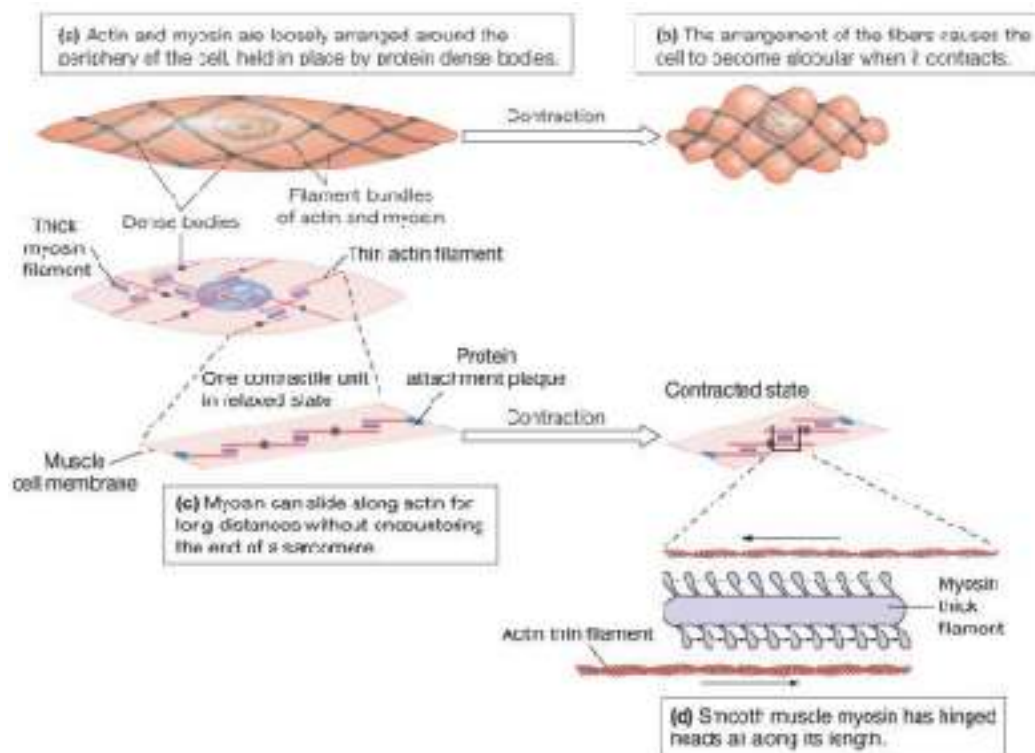 (a) Actin and myosin are loosely arranged around the
periphery of the cell, held in place by protein dense bodies.
(b) The arrangement of the fibers causes the
cell to become globular when it contracts.
Contraction
Dense bodies
Filament bundles
of actin and myosin
Thick
myosin
filament
Thin actin filament
One contractile unit
in relaxed state
Protein
attachment plaque
Contraction
Contracted state
Muscle
cell membrane
(c) Myosin can slide along actin for
long distances without encountering
the end of a sarcomere.
Myosin
thick
filament
Actin thin filament
(d) Smooth muscle myosin has hinged
heads all along its length.